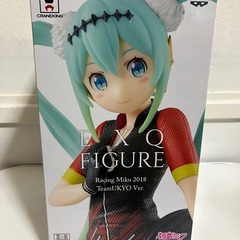 CRANEKING
EXQ
FIGURE
Racing Miku 2018
TeamUKYO Ver.